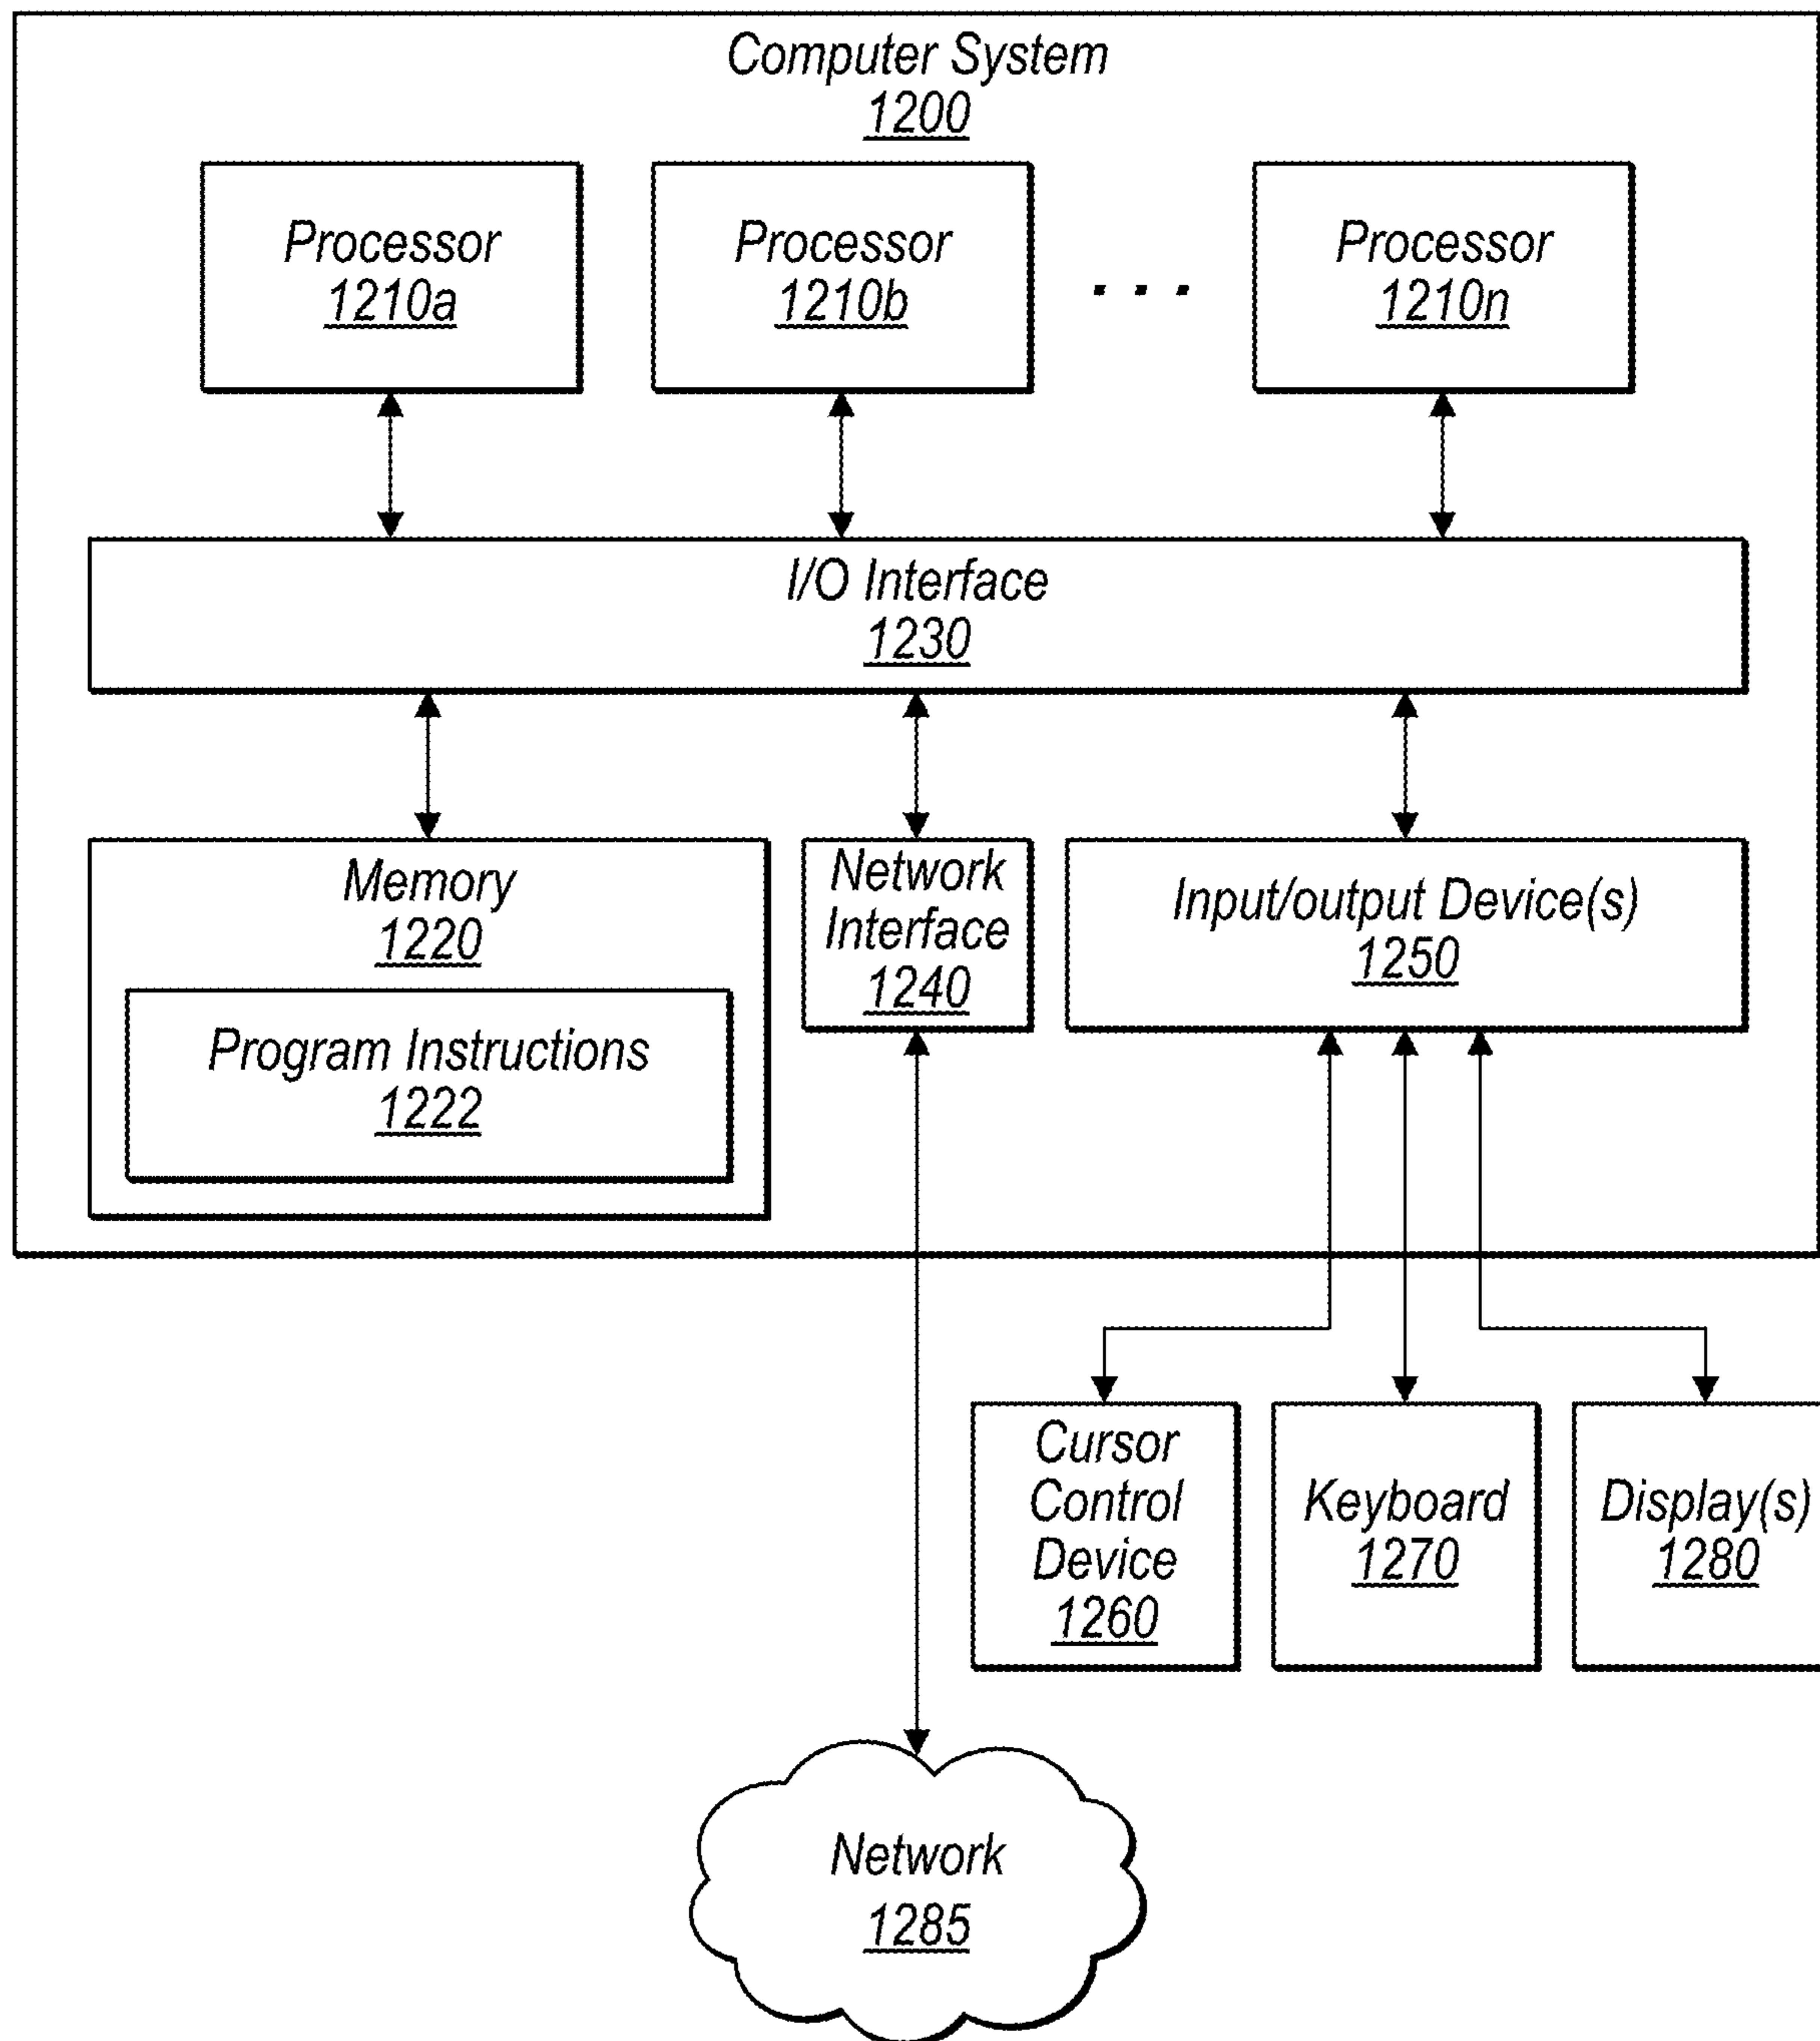 Computer System
1200
Processor
1210a
Processor
1210b
. . .
Processor
1210n
I/O Interface
1230
Memory
1220
Program Instructions
1222
Network
Interface
1240
Input/output Device(s)
1250
Cursor
Control
Device
1260
Keyboard
1270
Display(s)
1280
Network
1285